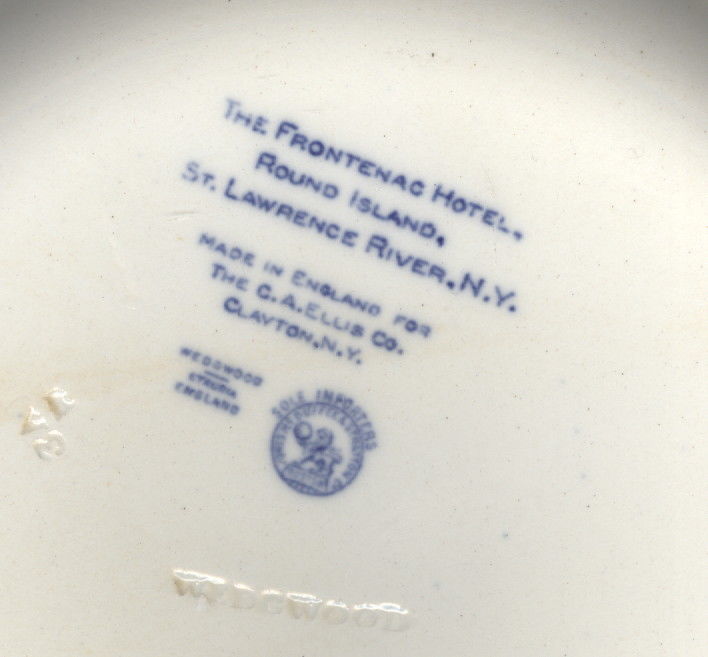 THE FRONTENAC HOTEL.
ROUND ISLAND.
ST. LAWRENCE RIVER. N.Y.
MADE IN ENGLAND FOR
THE C.A. ELLIS CO.
CLAYTON, N.Y.
WEDGWOOD
ETRURIA
ENGLAND
SOLE IMPORTERS
WEDGWOOD